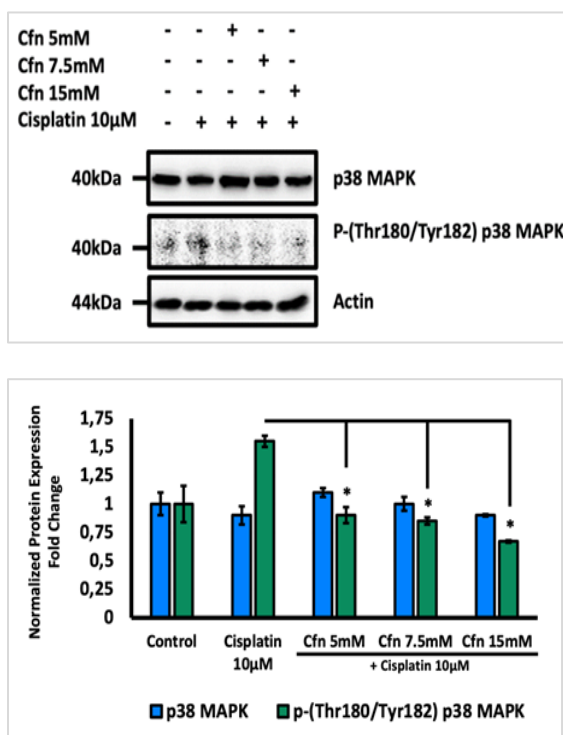 Cfn 5mM - - + - -
Cfn 7.5mM - - - + -
Cfn 15mM - - - - +
Cisplatin 10µM - + + + +
40kDa p38 MAPK
40kDa P-(Thr180/Tyr182) p38 MAPK
44kDa Actin
Normalized Protein Expression
Fold Change
1,75
1,5
1,25
1
0,75
0,5
0,25
0
* * *
Control Cisplatin 10µM Cfn 5mM Cfn 7.5mM Cfn 15mM
+ Cisplatin 10µM
p38 MAPK p-(Thr180/Tyr182) p38 MAPK